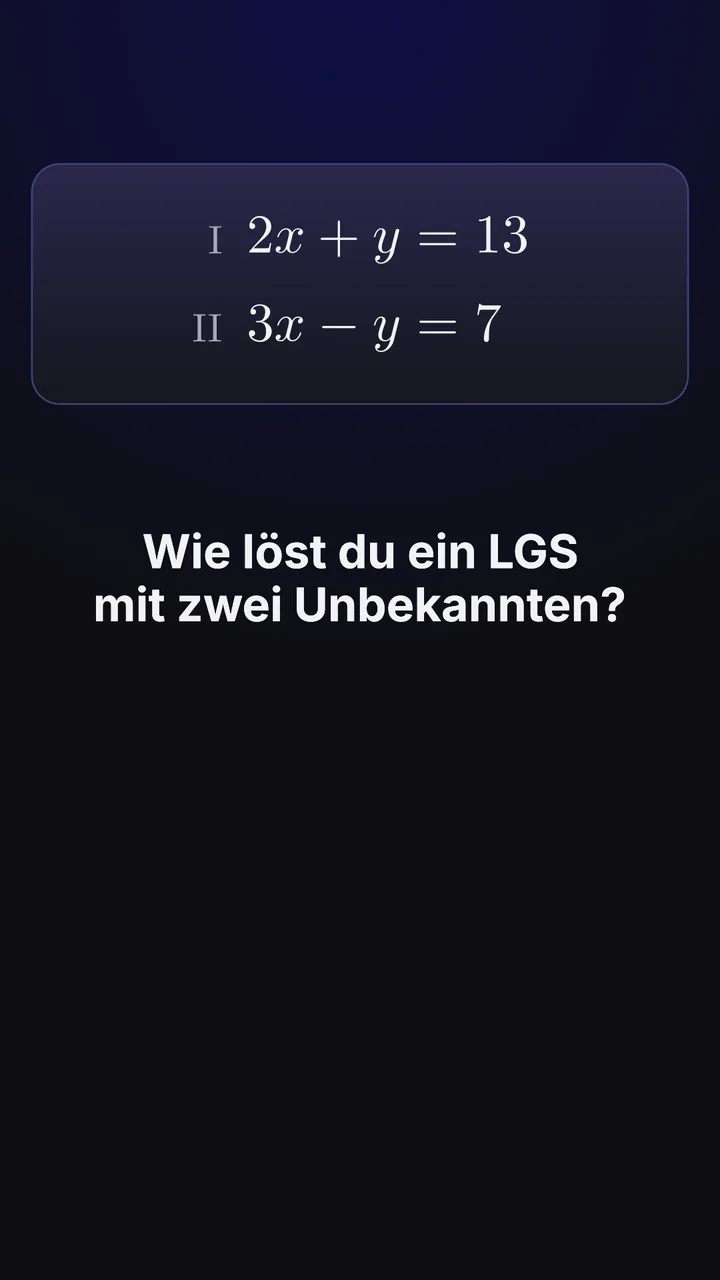 I 2x + y = 13
II 3x − y = 7
Wie löst du ein LGS
mit zwei Unbekannten?